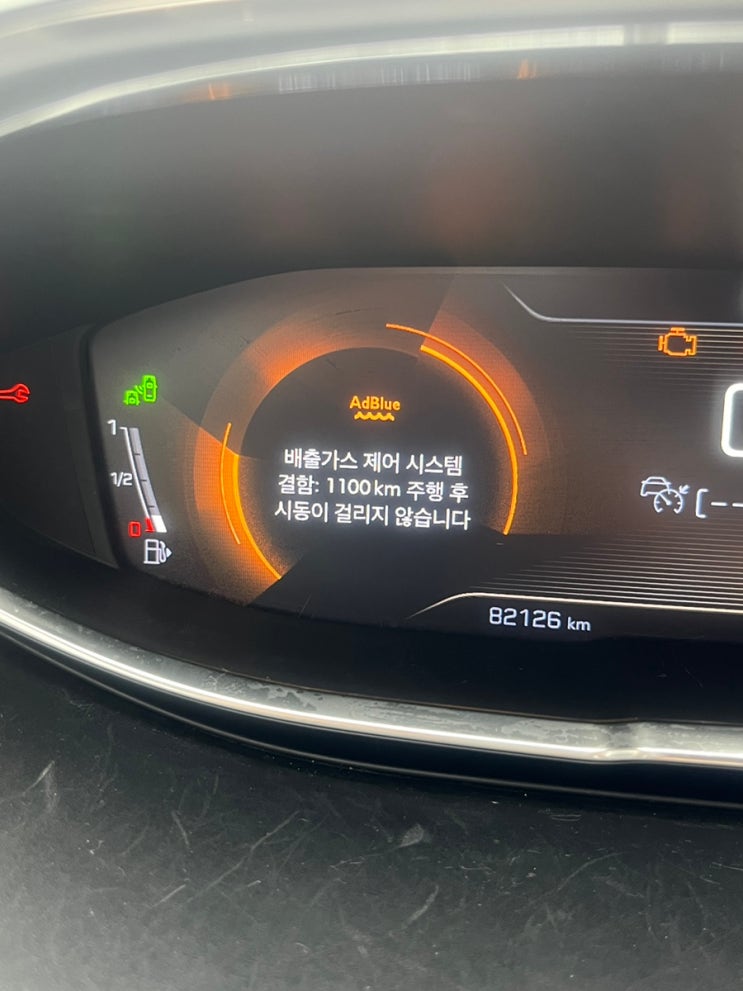 AdBlue
배출가스 제어 시스템
결함: 1100 km 주행 후
시동이 걸리지 않습니다
1
1/2
0
[--
82126 km